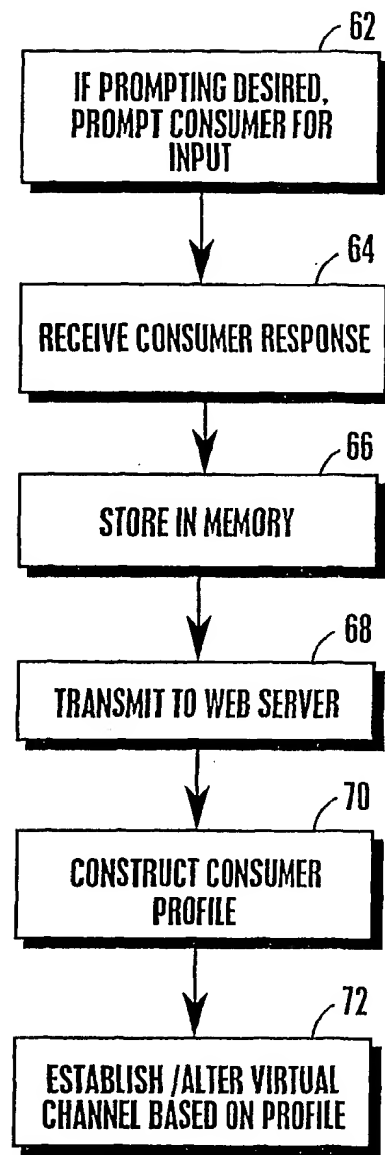 62
IF PROMPTING DESIRED,
PROMPT CONSUMER FOR
INPUT
64
RECEIVE CONSUMER RESPONSE
66
STORE IN MEMORY
68
TRANSMIT TO WEB SERVER
70
CONSTRUCT CONSUMER
PROFILE
72
ESTABLISH /ALTER VIRTUAL
CHANNEL BASED ON PROFILE